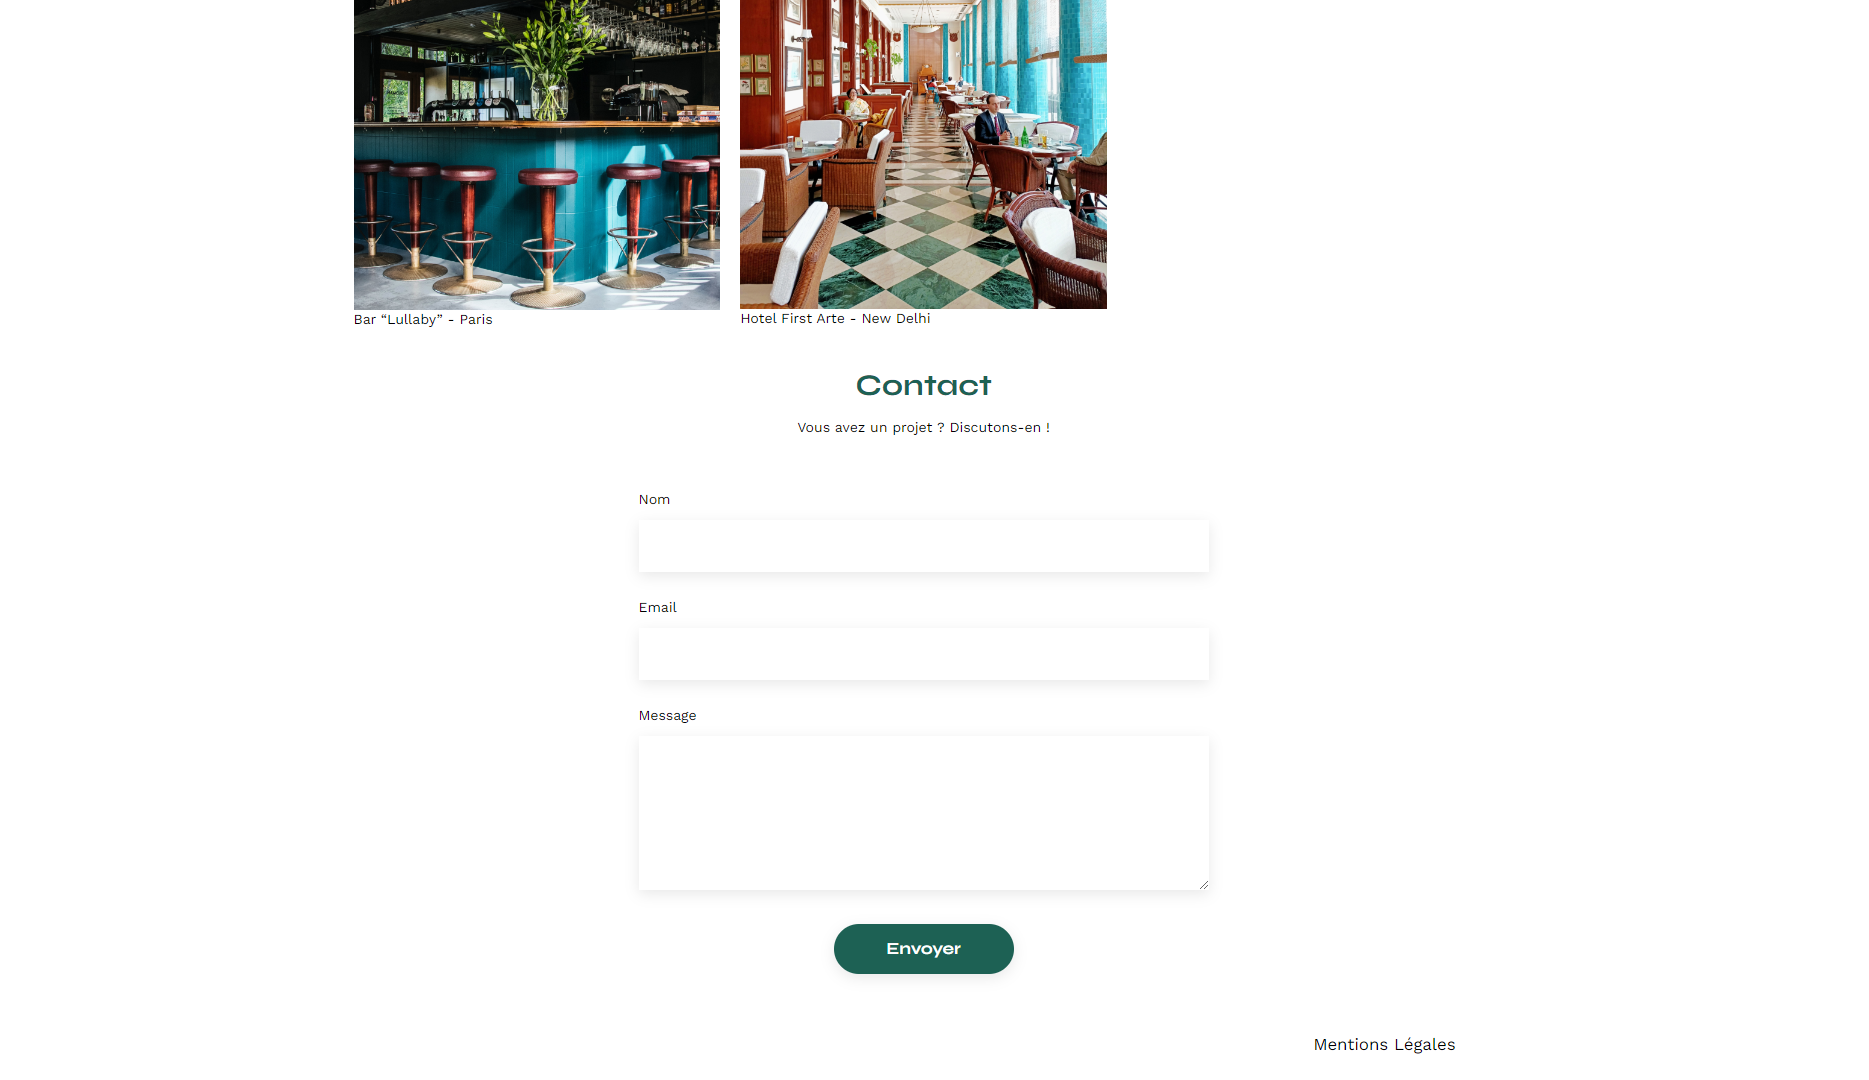 Bar “Lullaby” - Paris
Hotel First Arte - New Delhi
Contact
Vous avez un projet ? Discutons-en !
Nom
Email
Message
Envoyer
Mentions Légales